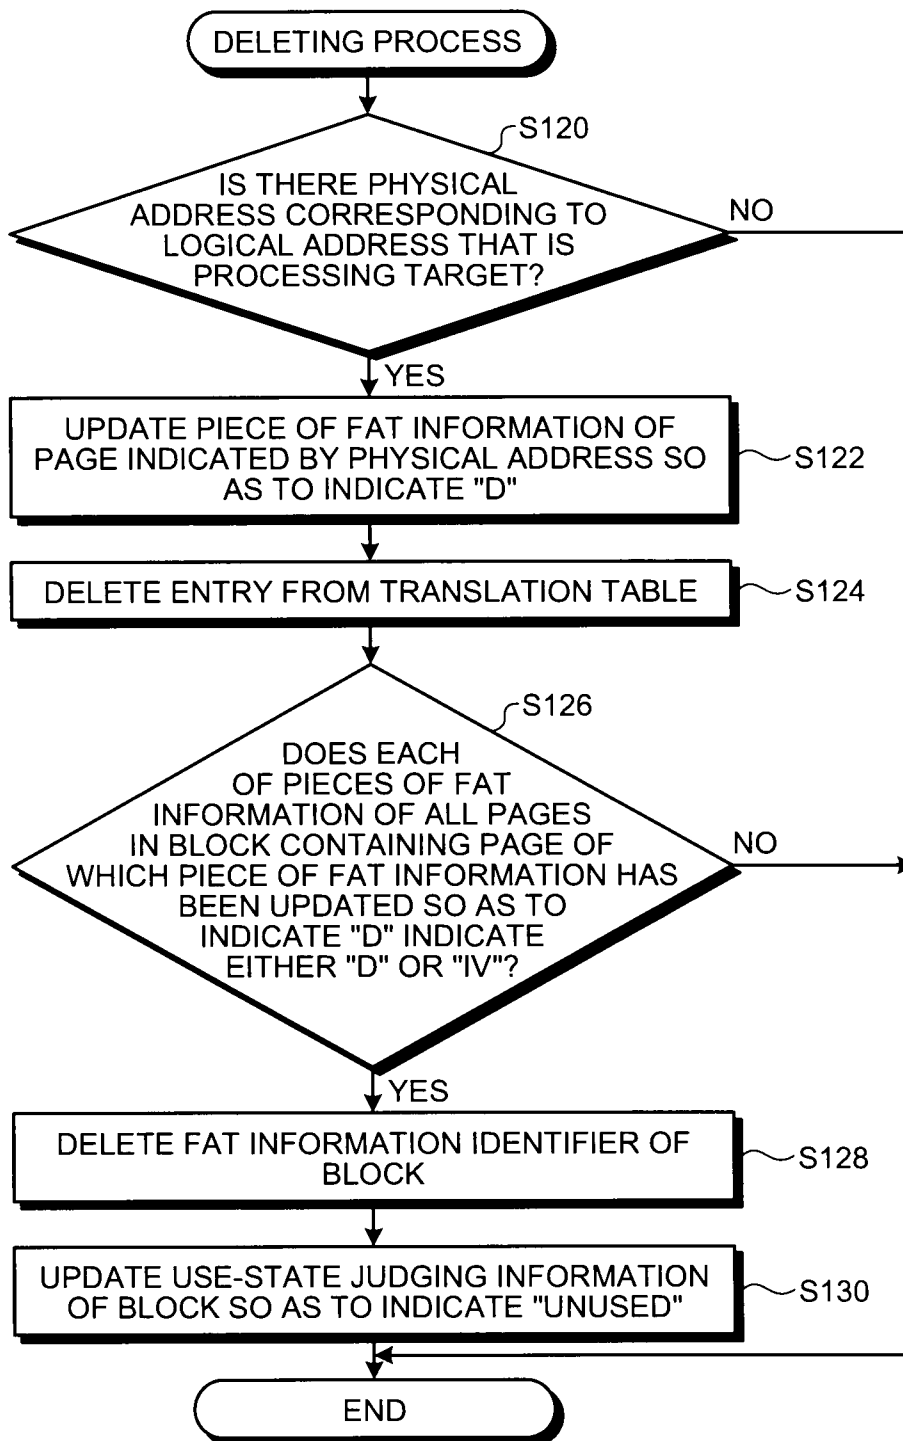 DELETING PROCESS
S120
IS THERE PHYSICAL
ADDRESS CORRESPONDING TO
LOGICAL ADDRESS THAT IS
PROCESSING TARGET?
NO
YES
UPDATE PIECE OF FAT INFORMATION OF
PAGE INDICATED BY PHYSICAL ADDRESS SO
AS TO INDICATE "D"
S122
DELETE ENTRY FROM TRANSLATION TABLE
S124
S126
DOES EACH
OF PIECES OF FAT
INFORMATION OF ALL PAGES
IN BLOCK CONTAINING PAGE OF
WHICH PIECE OF FAT INFORMATION HAS
BEEN UPDATED SO AS TO
INDICATE "D" INDICATE
EITHER "D" OR "IV"?
NO
YES
DELETE FAT INFORMATION IDENTIFIER OF
BLOCK
S128
UPDATE USE-STATE JUDGING INFORMATION
OF BLOCK SO AS TO INDICATE "UNUSED"
S130
END